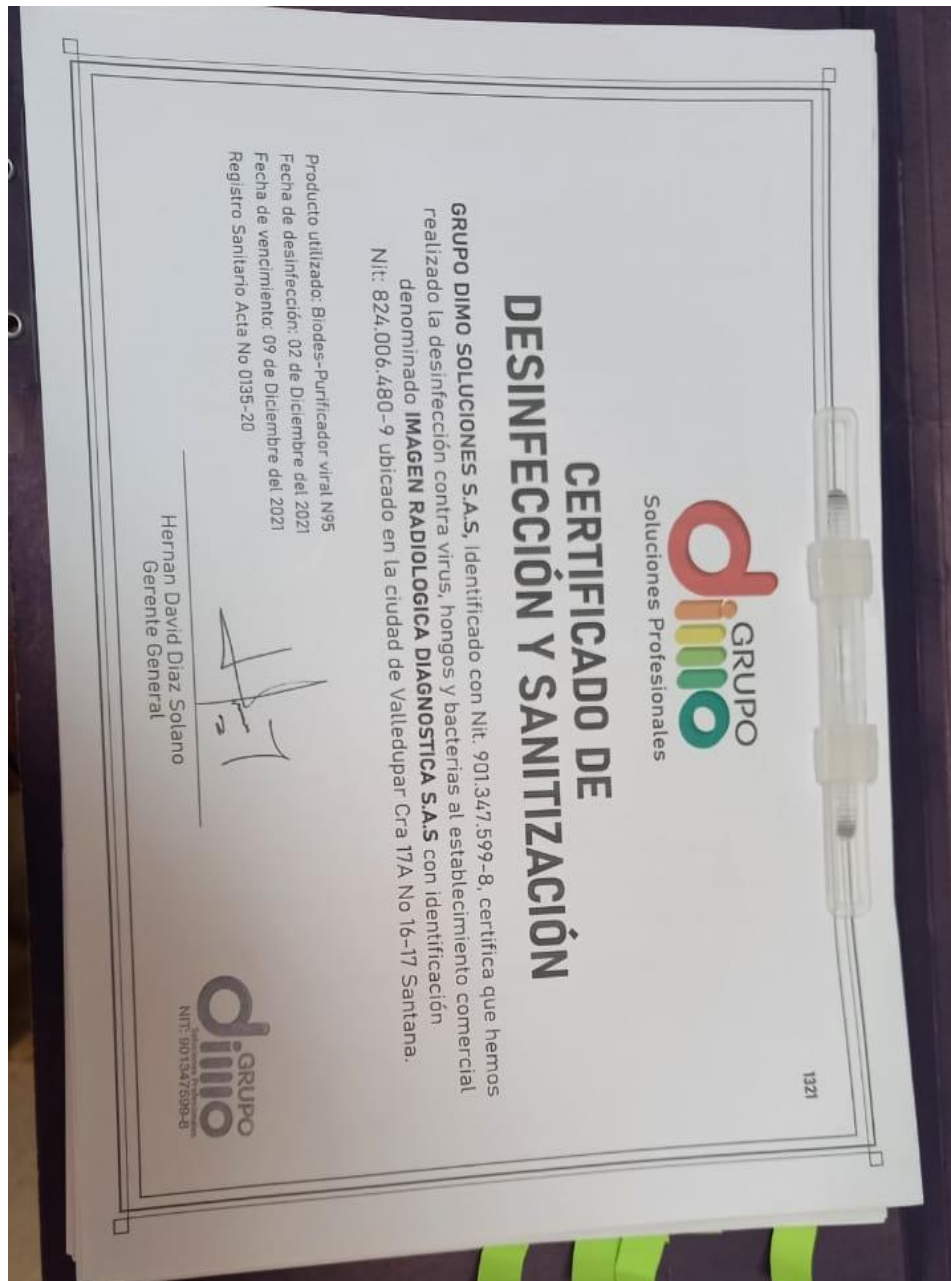 1321
GRUPO
dimo
Soluciones Profesionales
CERTIFICADO DE
DESINFECCIÓN Y SANITIZACIÓN
GRUPO DIMO SOLUCIONES S.A.S, Identificado con Nit. 901.347.599-8, certifica que hemos
realizado la desinfección contra virus, hongos y bacterias al establecimiento comercial
denominado IMAGEN RADIOLOGICA DIAGNOSTICA S.A.S con identificación
Nit: 824.006.480-9 ubicado en la ciudad de Valledupar Cra 17A No 16-17 Santana.
Producto utilizado: Biodes-Purificador viral N95
Fecha de desinfección: 02 de Diciembre del 2021
Fecha de vencimiento: 09 de Diciembre del 2021
Registro Sanitario Acta No 0135-20
Hernan David Diaz Solano
Gerente General
GRUPO
dimo
Soluciones Profesionales
NIT: 901347599-8